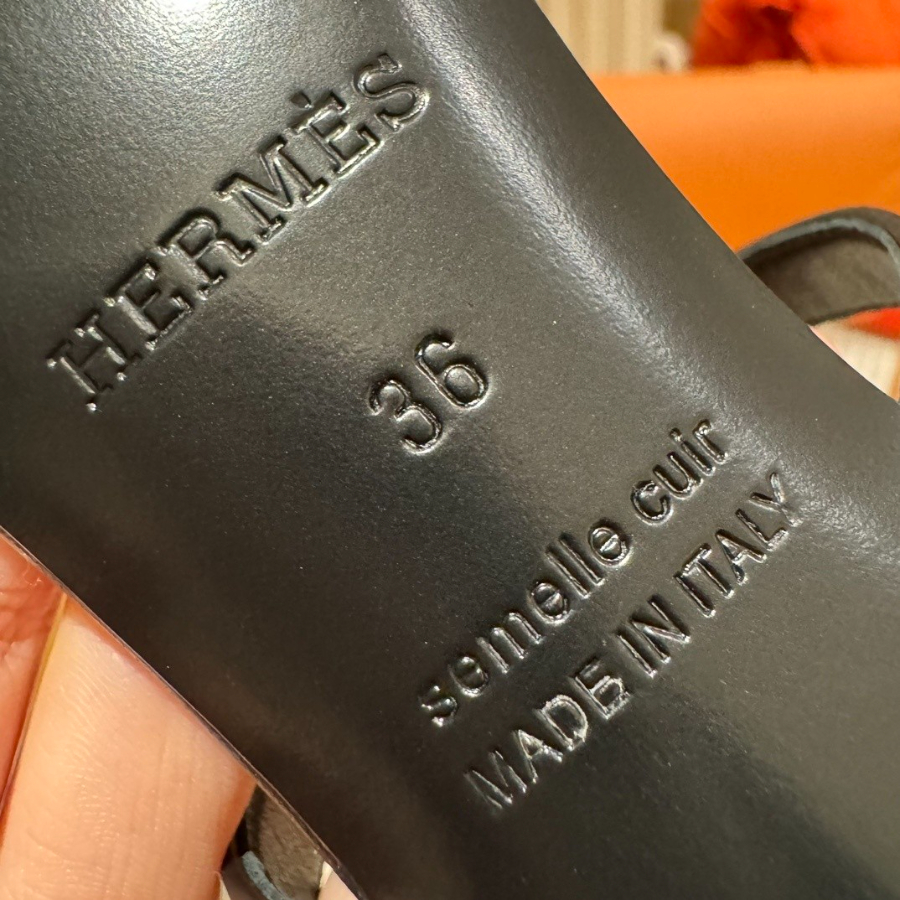 HERMÈS
36
semelle cuir
MADE IN ITALY